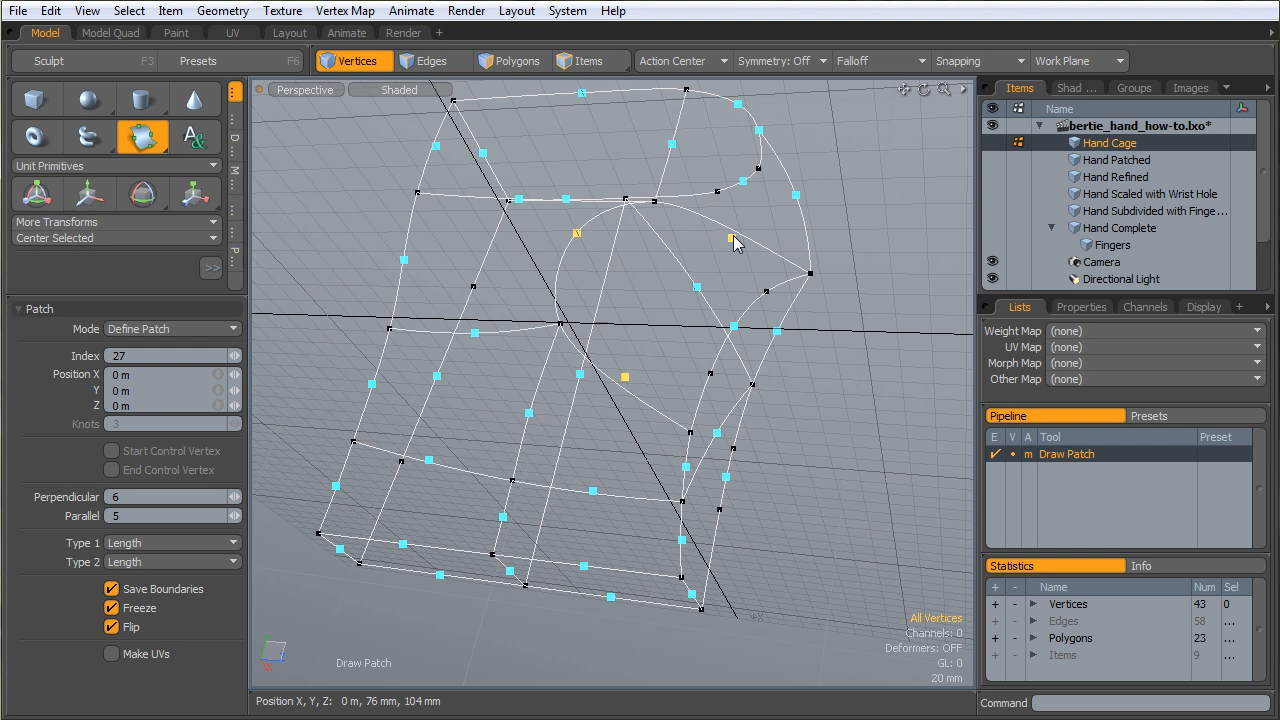 File Edit View Select Item Geometry Texture Vertex Map Animate Render Layout System Help
Model Model Quad Paint UV Layout Animate Render +
Sculpt F3 Presets F6 Vertices Edges Polygons Items Action Center Symmetry: Off Falloff Snapping Work Plane
Unit Primitives
More Transforms
Center Selected
>>
D
M
E
P
Patch
Mode Define Patch
Index 27
Position X 0 m
Y 0 m
Z 0 m
Knots 3
Start Control Vertex
End Control Vertex
Perpendicular 6
Parallel 5
Type 1 Length
Type 2 Length
Save Boundaries
Freeze
Flip
Make UVs
Perspective Shaded
+X
All Vertices
Channels: 0
Deformers: OFF
GL: 0
20 mm
Draw Patch
Position X, Y, Z: 0 m, 76 mm, 104 mm
Items Shad ... Groups Images
Name
bertie_hand_how-to.lxo*
Hand Cage
Hand Patched
Hand Refined
Hand Scaled with Wrist Hole
Hand Subdivided with Finge...
Hand Complete
Fingers
Camera
Directional Light
Lists Properties Channels Display +
Weight Map (none)
UV Map (none)
Morph Map (none)
Other Map (none)
Pipeline Presets
E V A Tool Preset
m Draw Patch
Statistics Info
+ - Name Num Sel
+ - Vertices 43 0
+ - Edges 58 ...
+ - Polygons 23 ...
+ - Items 9 ...
Command